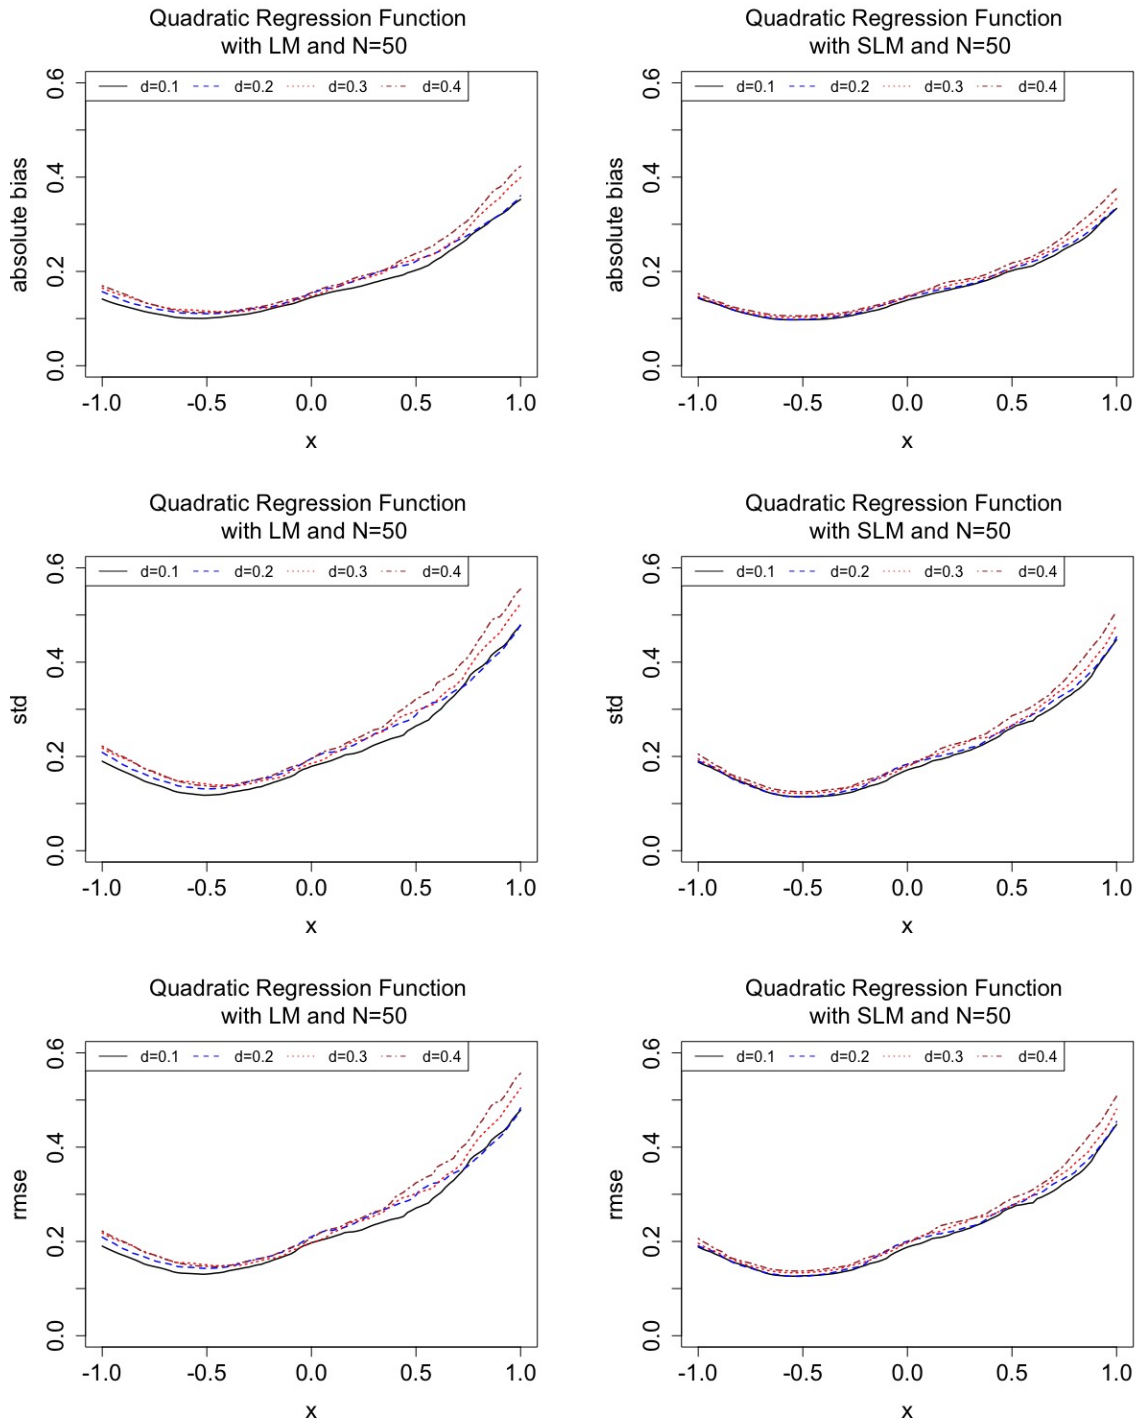 Quadratic Regression Function
with LM and N=50
d=0.1 d=0.2 d=0.3 d=0.4
absolute bias
0.0 0.2 0.4 0.6
-1.0 -0.5 0.0 0.5 1.0
x
Quadratic Regression Function
with SLM and N=50
d=0.1 d=0.2 d=0.3 d=0.4
absolute bias
0.0 0.2 0.4 0.6
-1.0 -0.5 0.0 0.5 1.0
x
Quadratic Regression Function
with LM and N=50
d=0.1 d=0.2 d=0.3 d=0.4
std
0.0 0.2 0.4 0.6
-1.0 -0.5 0.0 0.5 1.0
x
Quadratic Regression Function
with SLM and N=50
d=0.1 d=0.2 d=0.3 d=0.4
std
0.0 0.2 0.4 0.6
-1.0 -0.5 0.0 0.5 1.0
x
Quadratic Regression Function
with LM and N=50
d=0.1 d=0.2 d=0.3 d=0.4
rmse
0.0 0.2 0.4 0.6
-1.0 -0.5 0.0 0.5 1.0
x
Quadratic Regression Function
with SLM and N=50
d=0.1 d=0.2 d=0.3 d=0.4
rmse
0.0 0.2 0.4 0.6
-1.0 -0.5 0.0 0.5 1.0
x